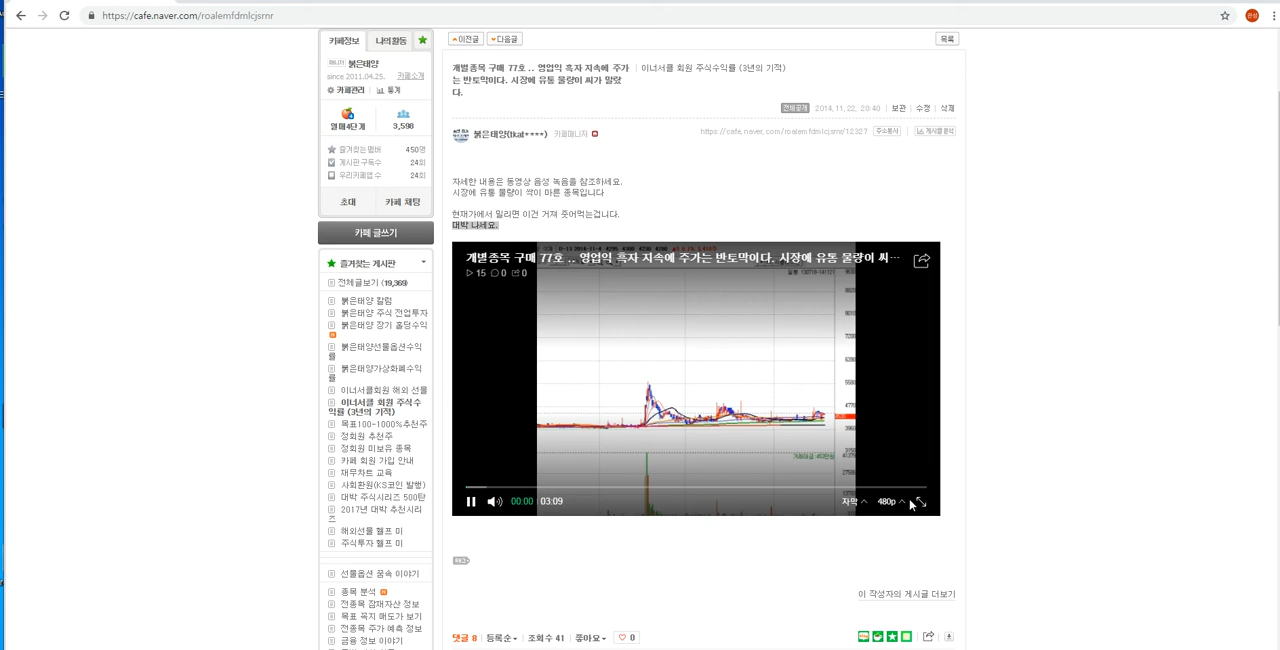 https://cafe.naver.com/roalemfdmlcjsrnr
카페정보 나의활동
매니저 붉은태양
since 2011.04.25. 카페소개
카페관리 통계
열매4단계 3,598
즐겨찾는 멤버 450명
게시판 구독수 24회
우리카페앱 수 24회
초대 카페 채팅
카페 글쓰기
즐겨찾는 게시판
전체글보기 (19,369)
붉은태양 칼럼
붉은태양 주식 전업투자
붉은태양 장기 홀딩수익
붉은태양선물옵션수익
률
붉은태양가상화폐수익
률
이너서클회원 해외 선물
이너서클 회원 주식수
익률 (3년의 기적)
목표100-1000%추천주
정회원 추천주
정회원 미보유 종목
카페 회원 가입 안내
재무차트 교육
사회환원(KS코인 발행)
대박 주식시리즈 500탄
2017년 대박 추천시리
즈
해외선물 헬프 미
주식투자 헬프 미
선물옵션 꿈속 이야기
종목 분석
전종목 잠재자산 정보
목표 꼭지 매도가 보기
전종목 주가 예측 정보
금융 정보 이야기
이전글 다음글 목록
개별종목 구매 77호 .. 영업익 흑자 지속에 주가 이너서클 회원 주식수익률 (3년의 기적)
는 반토막이다. 시장에 유통 물량이 씨가 말랐
다.
전체공개 2014.11.22. 20:40 보관 수정 삭제
붉은태양(tkat****) 카페매니저 https://cafe.naver.com/roalemfdmlcjsrnr/12327 주소복사 게시글 분석
자세한 내용은 동영상 음성 녹음을 참조하세요.
시장에 유통 물량이 싹이 마른 종목입니다
현재가에서 밀리면 이건 거져 줏어먹는겁니다.
대박 나세요.
개별종목 구매 77호 .. 영업익 흑자 지속에 주가는 반토막이다. 시장에 유통 물량이 씨…
15 0 0
00:00 03:09 자막 480p
태그
이 작성자의 게시글 더보기
댓글 8 등록순 조회수 41 좋아요 0